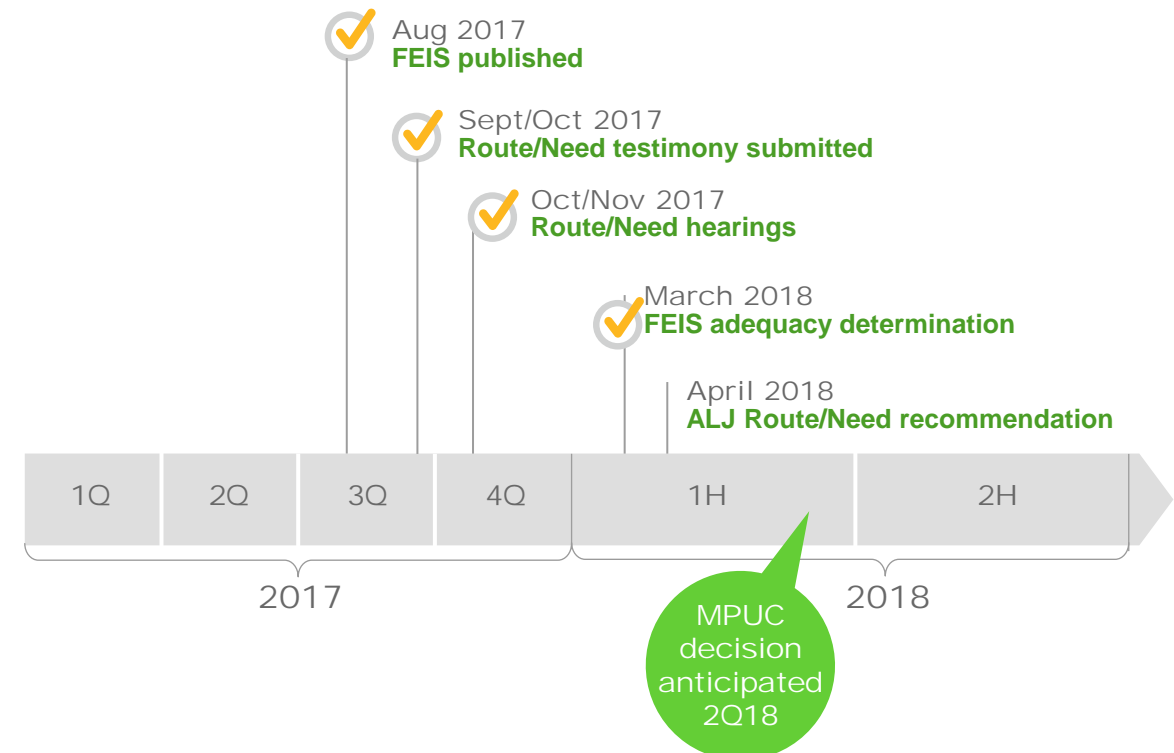 Aug 2017
FEIS published
Sept/Oct 2017
Route/Need testimony submitted
Oct/Nov 2017
Route/Need hearings
March 2018
FEIS adequacy determination
April 2018
ALJ Route/Need recommendation
1Q 2Q 3Q 4Q 1H 2H
2017 2018
MPUC
decision
anticipated
2Q18